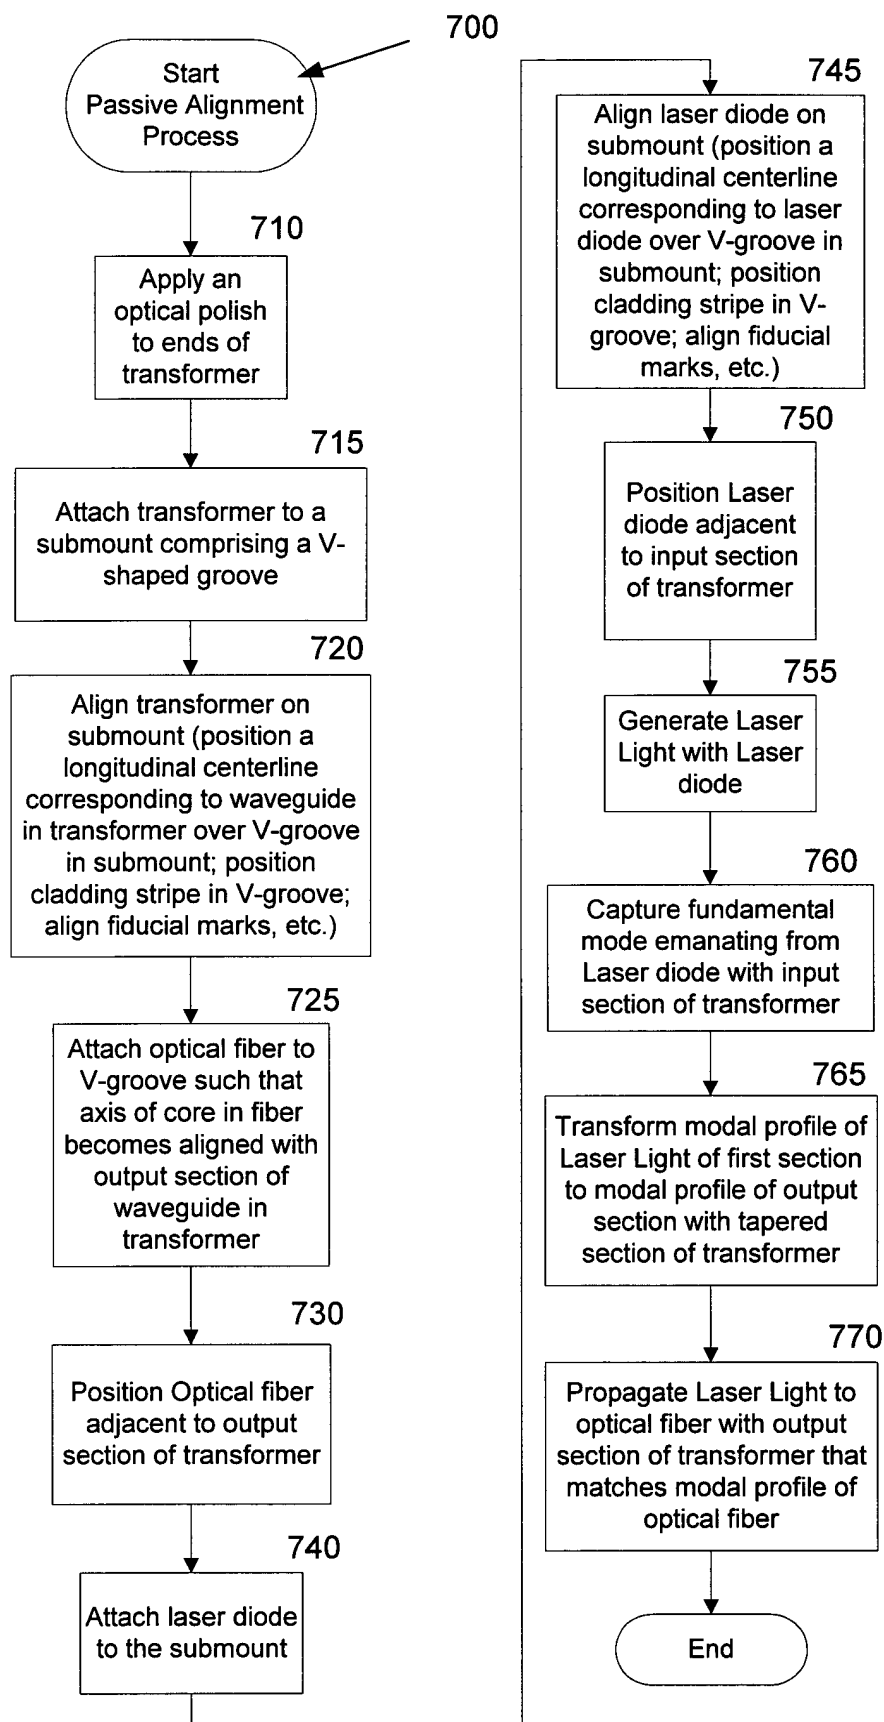 700
Start
Passive Alignment
Process
710
Apply an
optical polish
to ends of
transformer
715
Attach transformer to a
submount comprising a V-
shaped groove
720
Align transformer on
submount (position a
longitudinal centerline
corresponding to waveguide
in transformer over V-groove
in submount; position
cladding stripe in V-groove;
align fiducial marks, etc.)
725
Attach optical fiber to
V-groove such that
axis of core in fiber
becomes aligned with
output section of
waveguide in
transformer
730
Position Optical fiber
adjacent to output
section of transformer
740
Attach laser diode
to the submount
745
Align laser diode on
submount (position a
longitudinal centerline
corresponding to laser
diode over V-groove in
submount; position
cladding stripe in V-
groove; align fiducial
marks, etc.)
750
Position Laser
diode adjacent
to input section
of transformer
755
Generate Laser
Light with Laser
diode
760
Capture fundamental
mode emanating from
Laser diode with input
section of transformer
765
Transform modal profile of
Laser Light of first section
to modal profile of output
section with tapered
section of transformer
770
Propagate Laser Light to
optical fiber with output
section of transformer that
matches modal profile of
optical fiber
End